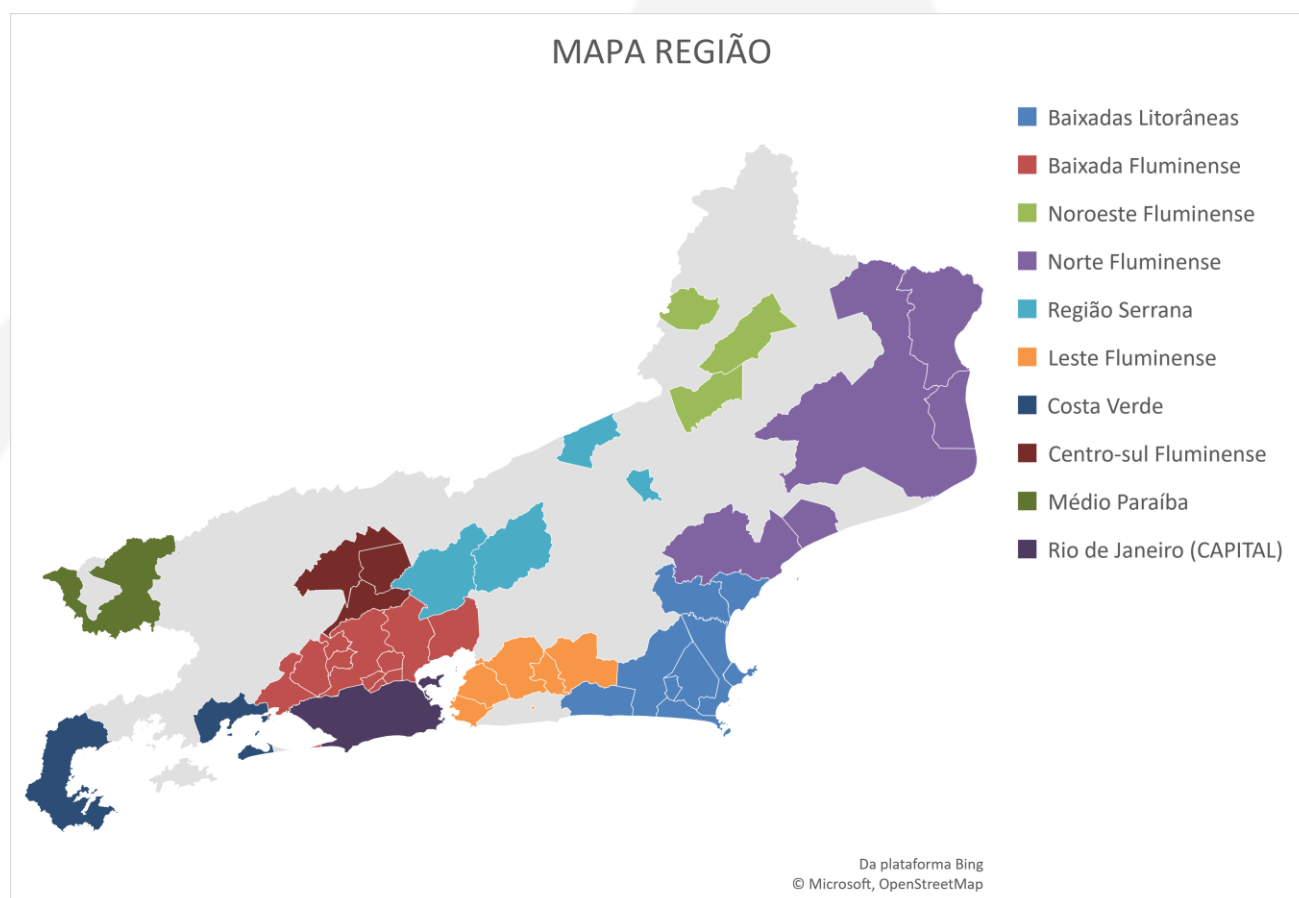 MAPA REGIÃO
Baixadas Litorâneas
Baixada Fluminense
Noroeste Fluminense
Norte Fluminense
Região Serrana
Leste Fluminense
Costa Verde
Centro-sul Fluminense
Médio Paraíba
Rio de Janeiro (CAPITAL)
Da plataforma Bing
© Microsoft, OpenStreetMap